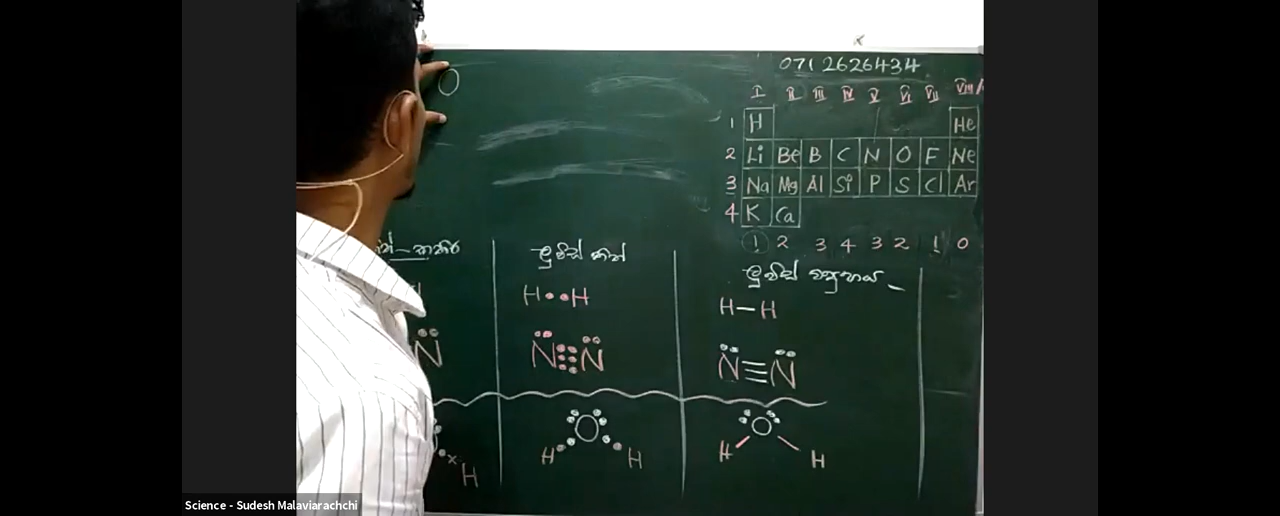 0712626434
I II III IV V VI VII VIII/
1 H He
2 Li Be B C N O F Ne
3 Na Mg Al Si P S Cl Ar
4 K Ca
1 2 3 4 3 2 1 0
O
ලුවිස් තිත්
ලුවිස් ව්‍යුහය
H H
H—H
N
N N
N≡N
O
H H
O
H H
x H
Science - Sudesh Malaviarachchi